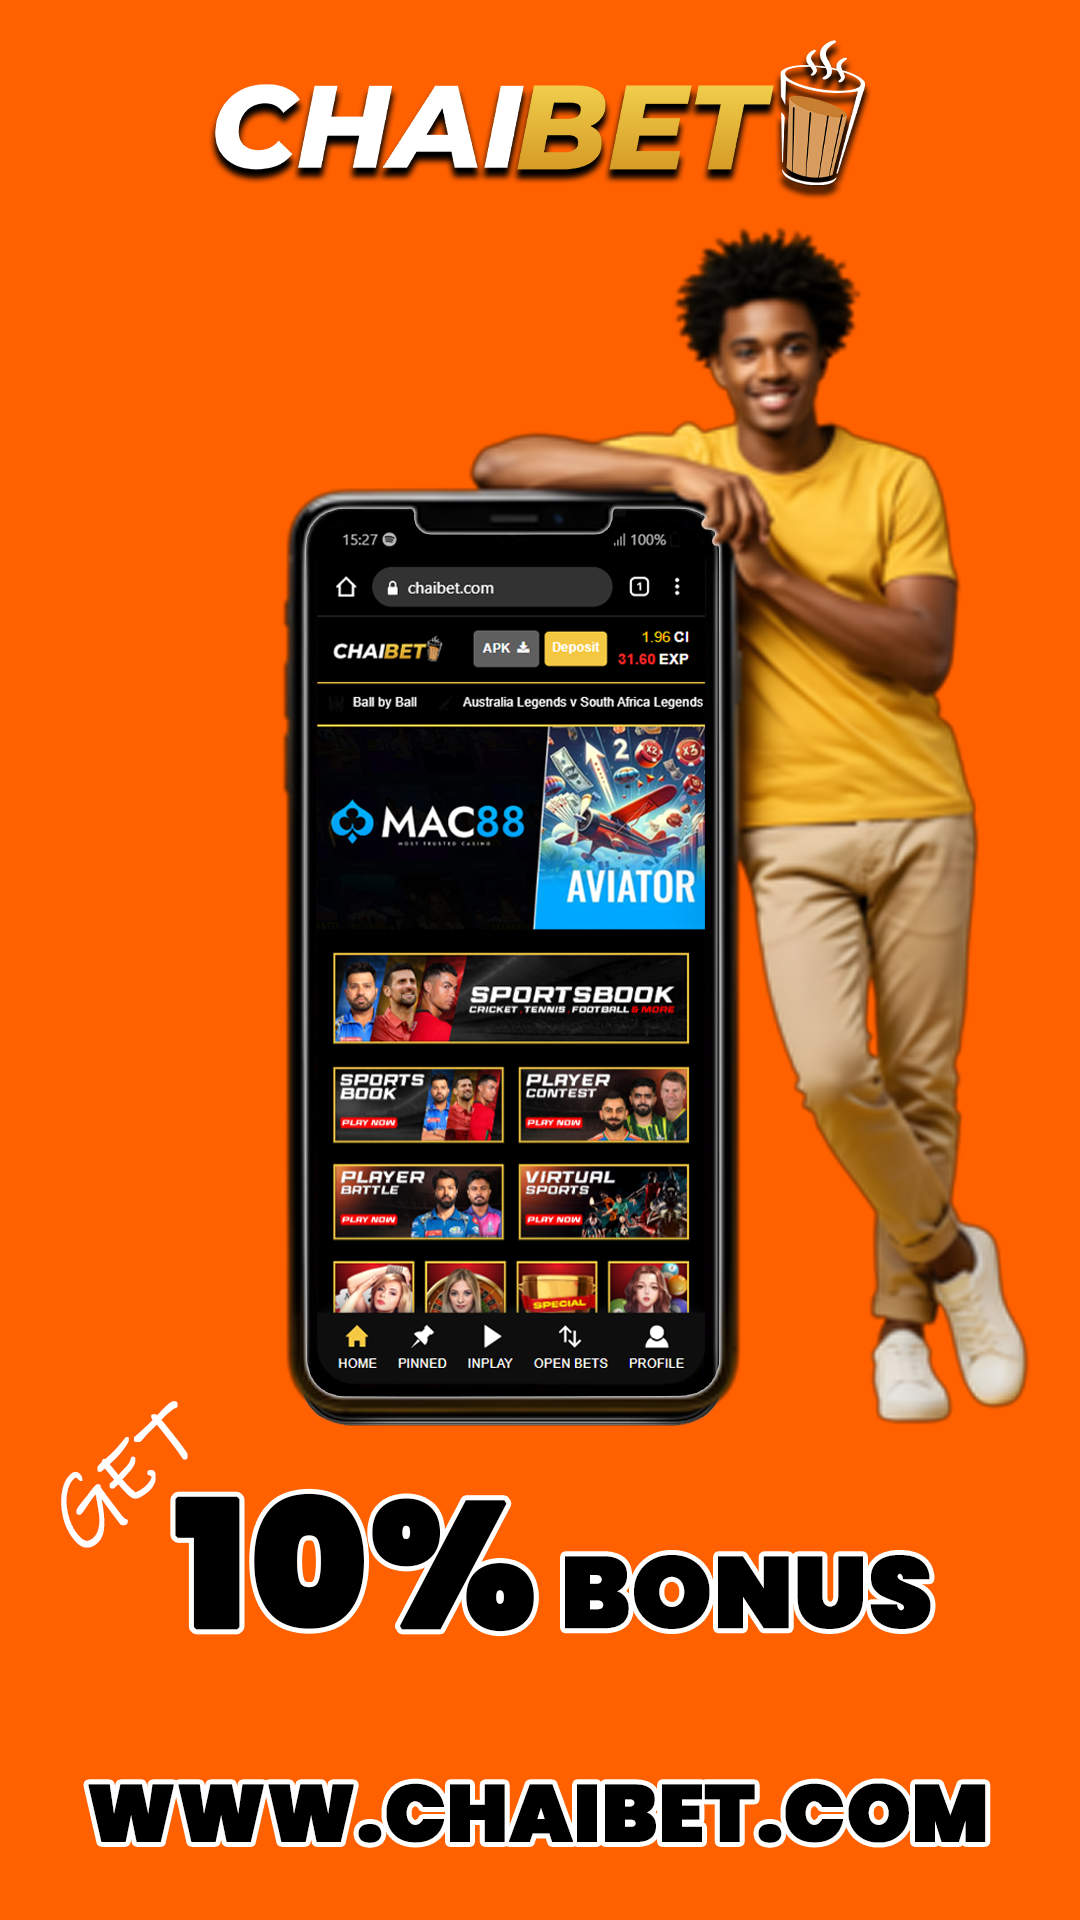 CHAIBET
15:27
100%
chaibet.com
1
CHAIBET
APK
Deposit
1.96 CI
31.60 EXP
Ball by Ball
Australia Legends v South Africa Legends
MAC88
MOST TRUSTED CASINO
2
X2
X3
AVIATOR
SPORTSBOOK
CRICKET . TENNIS . FOOTBALL & MORE
SPORTS
BOOK
PLAY NOW
PLAYER
CONTEST
PLAY NOW
PLAYER
BATTLE
PLAY NOW
VIRTUAL
SPORTS
PLAY NOW
SPECIAL
HOME
PINNED
INPLAY
OPEN BETS
PROFILE
GET
10% BONUS
WWW.CHAIBET.COM